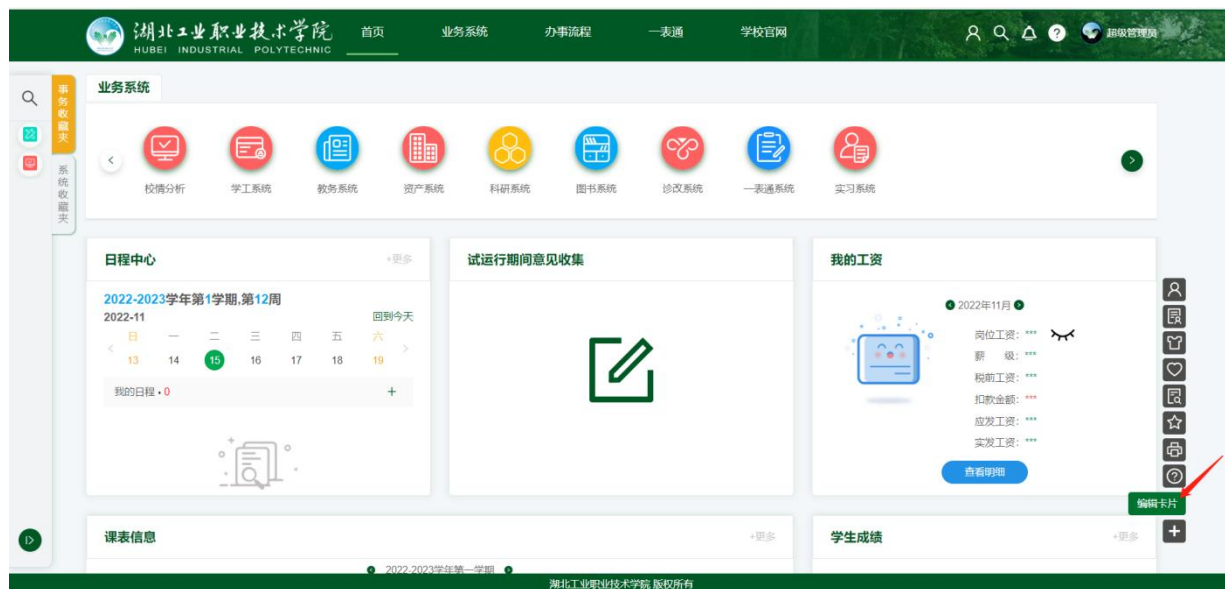 湖北工业职业技术学院
HUBEI INDUSTRIAL POLYTECHNIC
首页 业务系统 办事流程 一表通 学校官网
超级管理员
事务收藏夹
系统收藏夹
业务系统
校情分析 学工系统 教务系统 资产系统 科研系统 图书系统 诊改系统 一表通系统 实习系统
日程中心 +更多
2022-2023学年第1学期,第12周
2022-11 回到今天
日 一 二 三 四 五 六
13 14 15 16 17 18 19
我的日程 • 0 +
试运行期间意见收集
我的工资
2022年11月
岗位工资: ***
薪 级: ***
税前工资: ***
扣款金额: ***
应发工资: ***
实发工资: ***
查看明细
编辑卡片
课表信息 +更多
2022-2023学年第一学期
学生成绩 +更多
湖北工业职业技术学院 版权所有